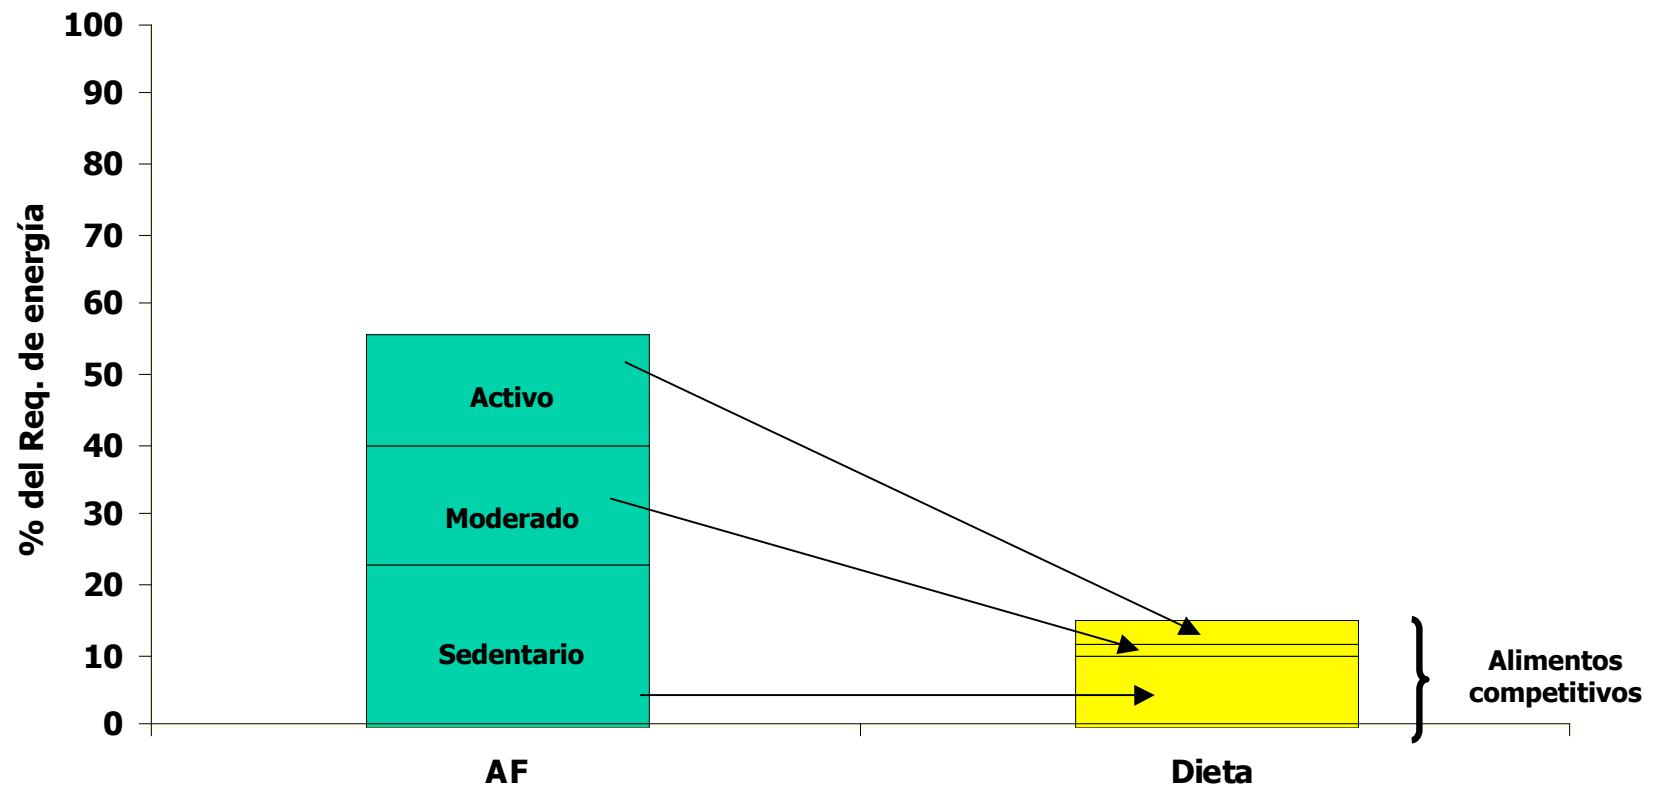 100
90
80
70
60
50
40
30
20
10
0
% del Req. de energía
Activo
Moderado
Sedentario
Alimentos
competitivos
AF
Dieta